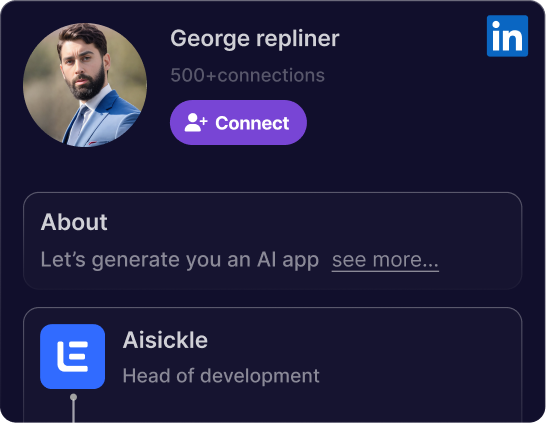 George repliner
in
500+connections
Connect
About
Let's generate you an AI app see more...
LE
Aisickle
Head of development